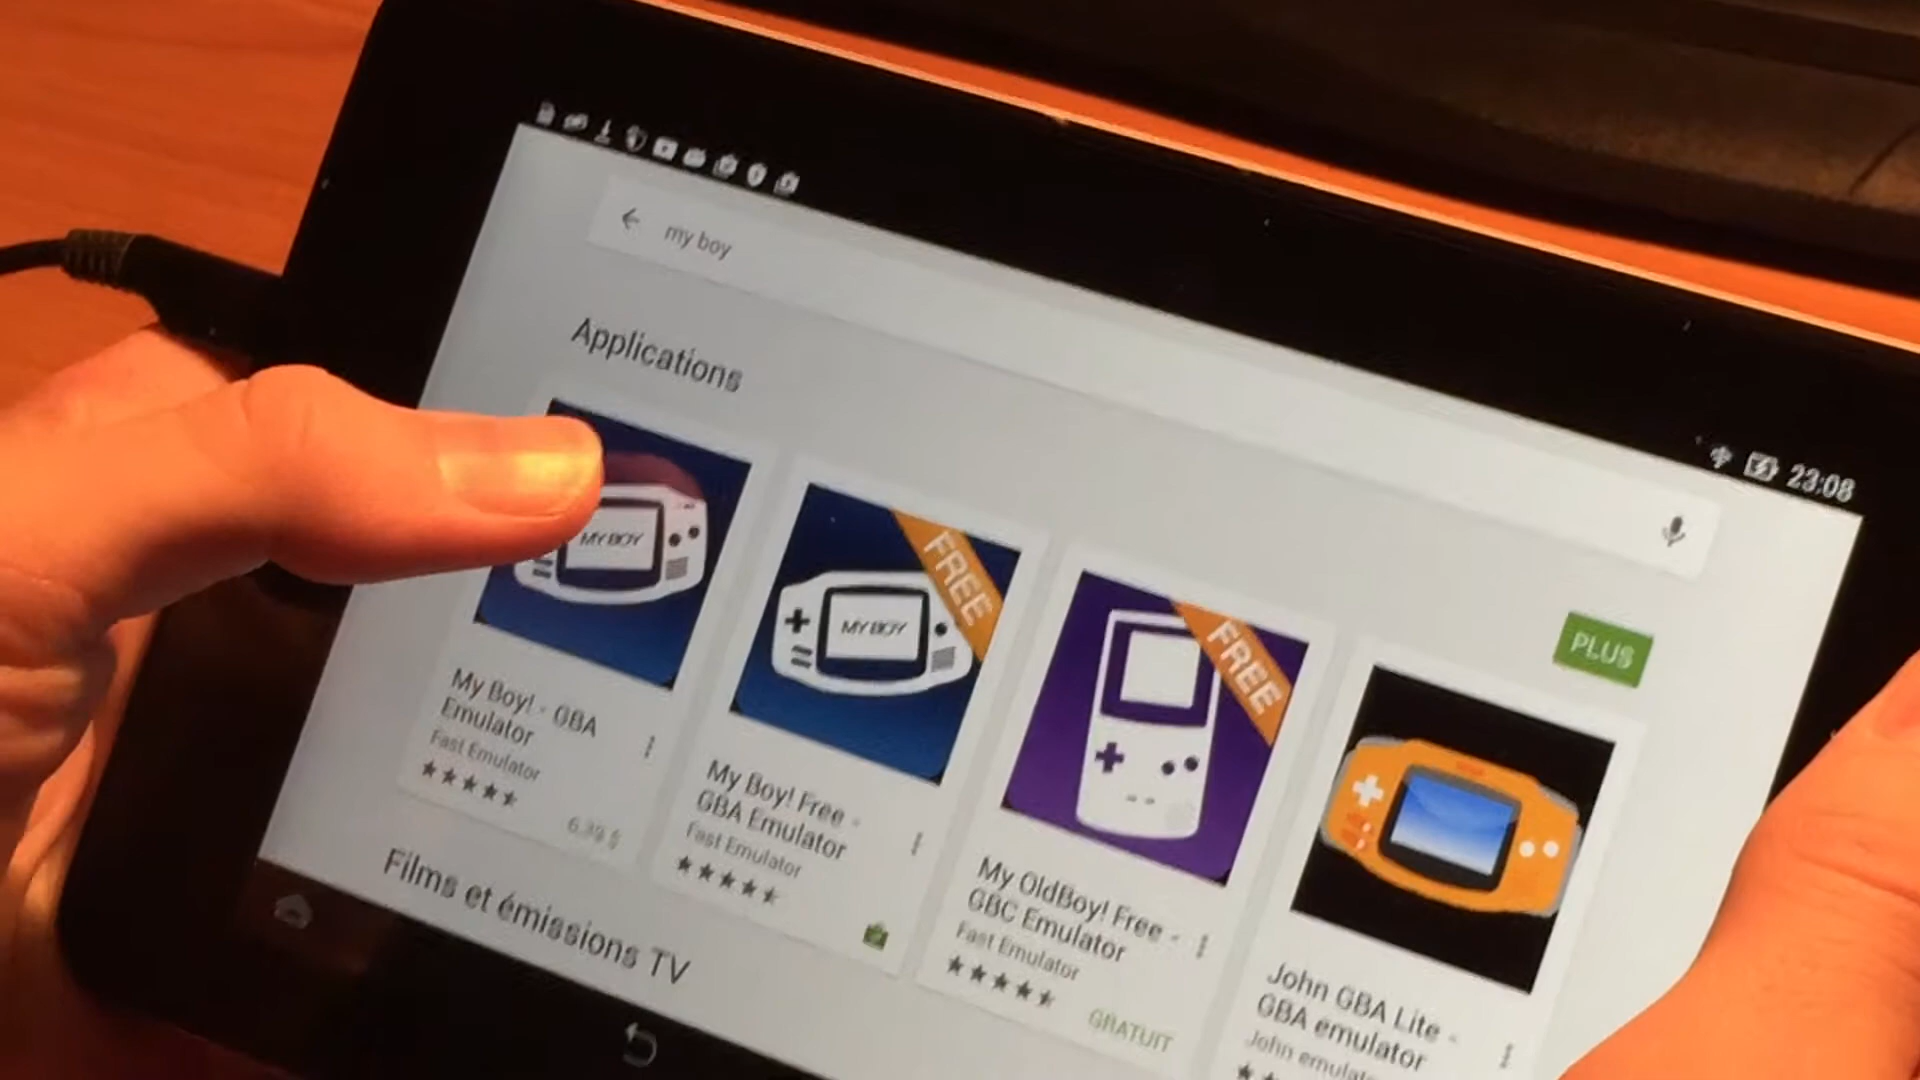 my boy
23:08
Applications
PLUS
MY BOY
My Boy! - GBA
Emulator
Fast Emulator
FREE
MY BOY
My Boy! Free -
GBA Emulator
Fast Emulator
FREE
My OldBoy! Free -
GBC Emulator
Fast Emulator
GRATUIT
John GBA Lite -
GBA emulator
John emulato
Films et émissions TV